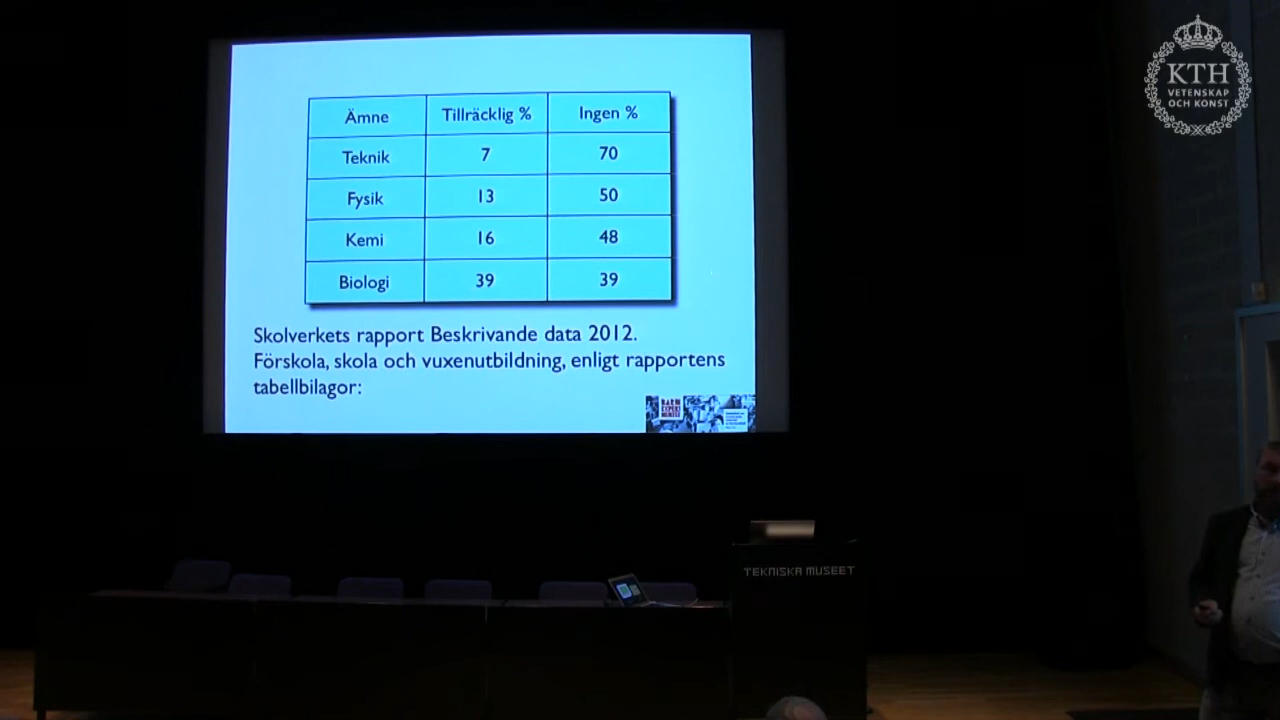 KTH
VETENSKAP
OCH KONST
Ämne Tillräcklig % Ingen %
Teknik 7 70
Fysik 13 50
Kemi 16 48
Biologi 39 39
Skolverkets rapport Beskrivande data 2012.
Förskola, skola och vuxenutbildning, enligt rapportens
tabellbilagor:
TEKNISKA MUSEET